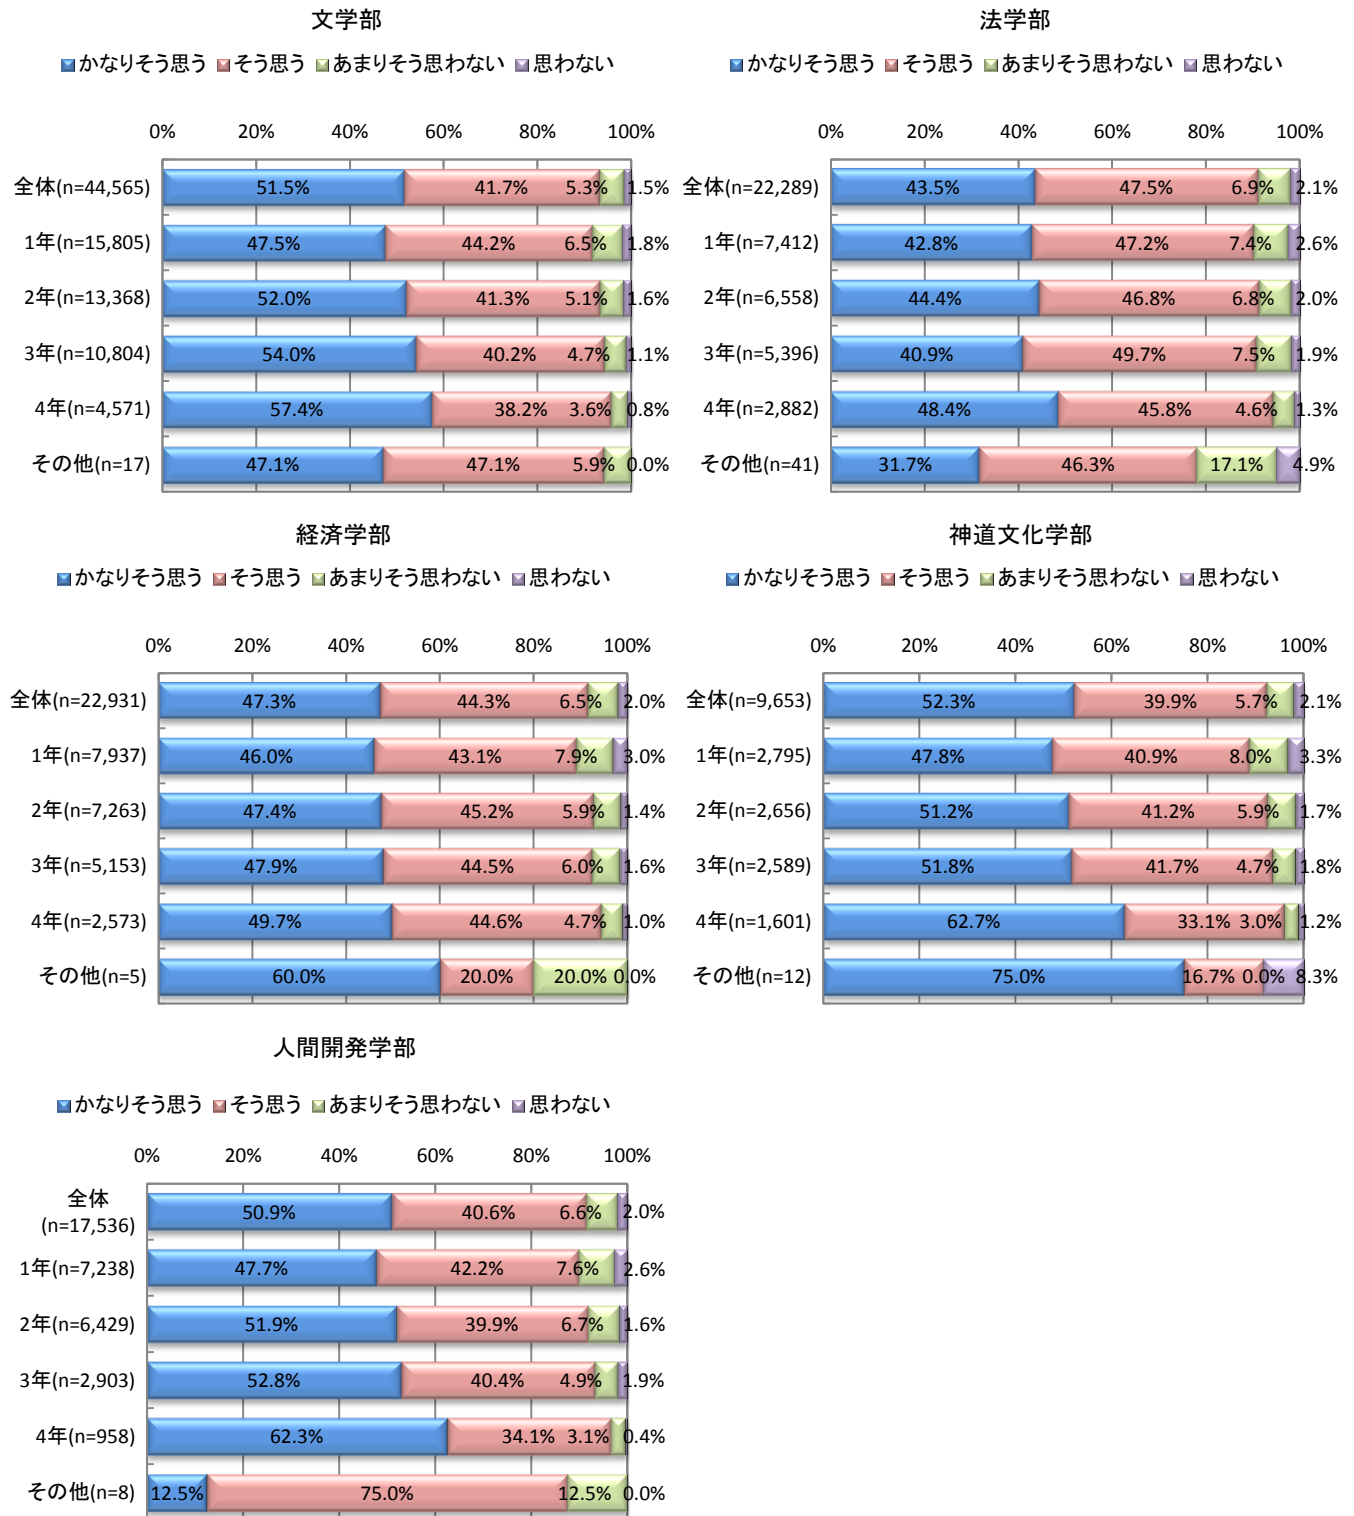 文学部
かなりそう思う そう思う あまりそう思わない 思わない
0% 20% 40% 60% 80% 100%
全体(n=44,565) 51.5% 41.7% 5.3% 1.5%
1年(n=15,805) 47.5% 44.2% 6.5% 1.8%
2年(n=13,368) 52.0% 41.3% 5.1% 1.6%
3年(n=10,804) 54.0% 40.2% 4.7% 1.1%
4年(n=4,571) 57.4% 38.2% 3.6% 0.8%
その他(n=17) 47.1% 47.1% 5.9% 0.0%
法学部
かなりそう思う そう思う あまりそう思わない 思わない
0% 20% 40% 60% 80% 100%
全体(n=22,289) 43.5% 47.5% 6.9% 2.1%
1年(n=7,412) 42.8% 47.2% 7.4% 2.6%
2年(n=6,558) 44.4% 46.8% 6.8% 2.0%
3年(n=5,396) 40.9% 49.7% 7.5% 1.9%
4年(n=2,882) 48.4% 45.8% 4.6% 1.3%
その他(n=41) 31.7% 46.3% 17.1% 4.9%
経済学部
かなりそう思う そう思う あまりそう思わない 思わない
0% 20% 40% 60% 80% 100%
全体(n=22,931) 47.3% 44.3% 6.5% 2.0%
1年(n=7,937) 46.0% 43.1% 7.9% 3.0%
2年(n=7,263) 47.4% 45.2% 5.9% 1.4%
3年(n=5,153) 47.9% 44.5% 6.0% 1.6%
4年(n=2,573) 49.7% 44.6% 4.7% 1.0%
その他(n=5) 60.0% 20.0% 20.0% 0.0%
神道文化学部
かなりそう思う そう思う あまりそう思わない 思わない
0% 20% 40% 60% 80% 100%
全体(n=9,653) 52.3% 39.9% 5.7% 2.1%
1年(n=2,795) 47.8% 40.9% 8.0% 3.3%
2年(n=2,656) 51.2% 41.2% 5.9% 1.7%
3年(n=2,589) 51.8% 41.7% 4.7% 1.8%
4年(n=1,601) 62.7% 33.1% 3.0% 1.2%
その他(n=12) 75.0% 16.7% 0.0% 8.3%
人間開発学部
かなりそう思う そう思う あまりそう思わない 思わない
0% 20% 40% 60% 80% 100%
全体
(n=17,536) 50.9% 40.6% 6.6% 2.0%
1年(n=7,238) 47.7% 42.2% 7.6% 2.6%
2年(n=6,429) 51.9% 39.9% 6.7% 1.6%
3年(n=2,903) 52.8% 40.4% 4.9% 1.9%
4年(n=958) 62.3% 34.1% 3.1% 0.4%
その他(n=8) 12.5% 75.0% 12.5% 0.0%